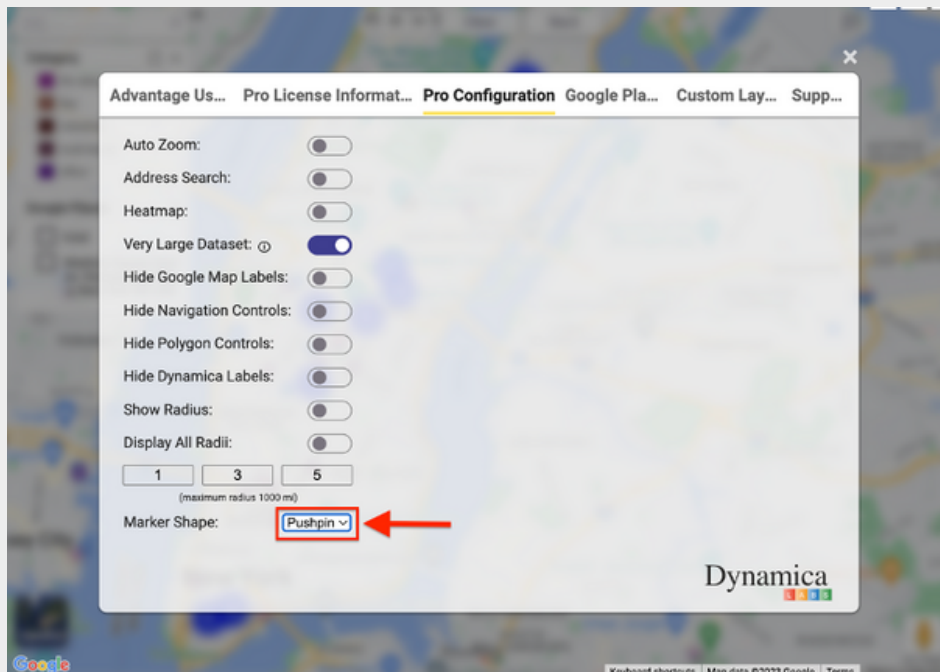 ×
Advantage Us... Pro License Informat... Pro Configuration Google Pla... Custom Lay... Supp...
Auto Zoom:
Address Search:
Heatmap:
Very Large Dataset:
Hide Google Map Labels:
Hide Navigation Controls:
Hide Polygon Controls:
Hide Dynamica Labels:
Show Radius:
Display All Radii:
1 3 5
(maximum radius 1000 mi)
Marker Shape: Pushpin
Dynamica
LABS
Google
Keyboard shortcuts Map data ©2023 Google Terms